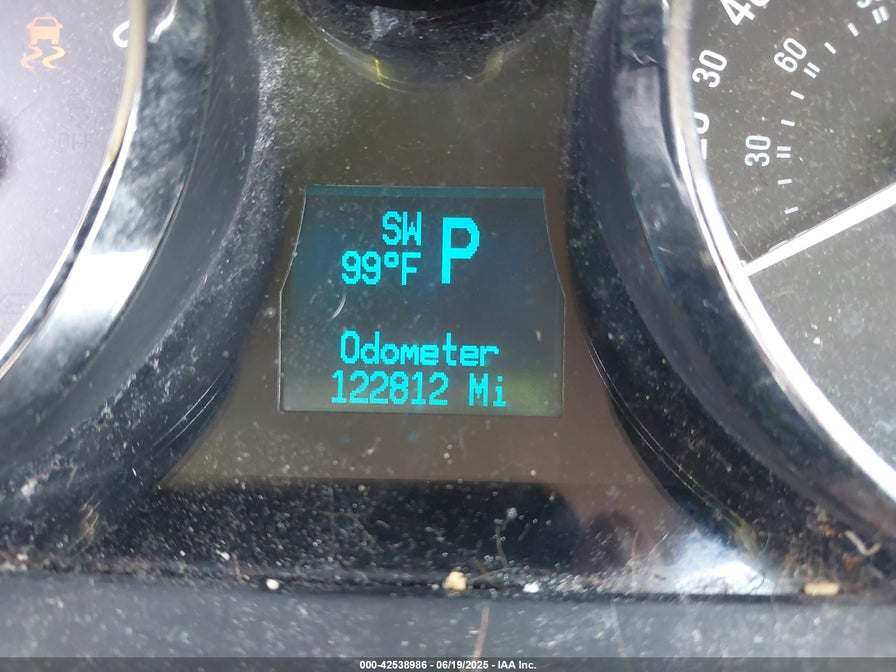 SW
99°F P
Odometer
122812 Mi
30
60
30
000-42538986 - 06/19/2025 - IAA Inc.